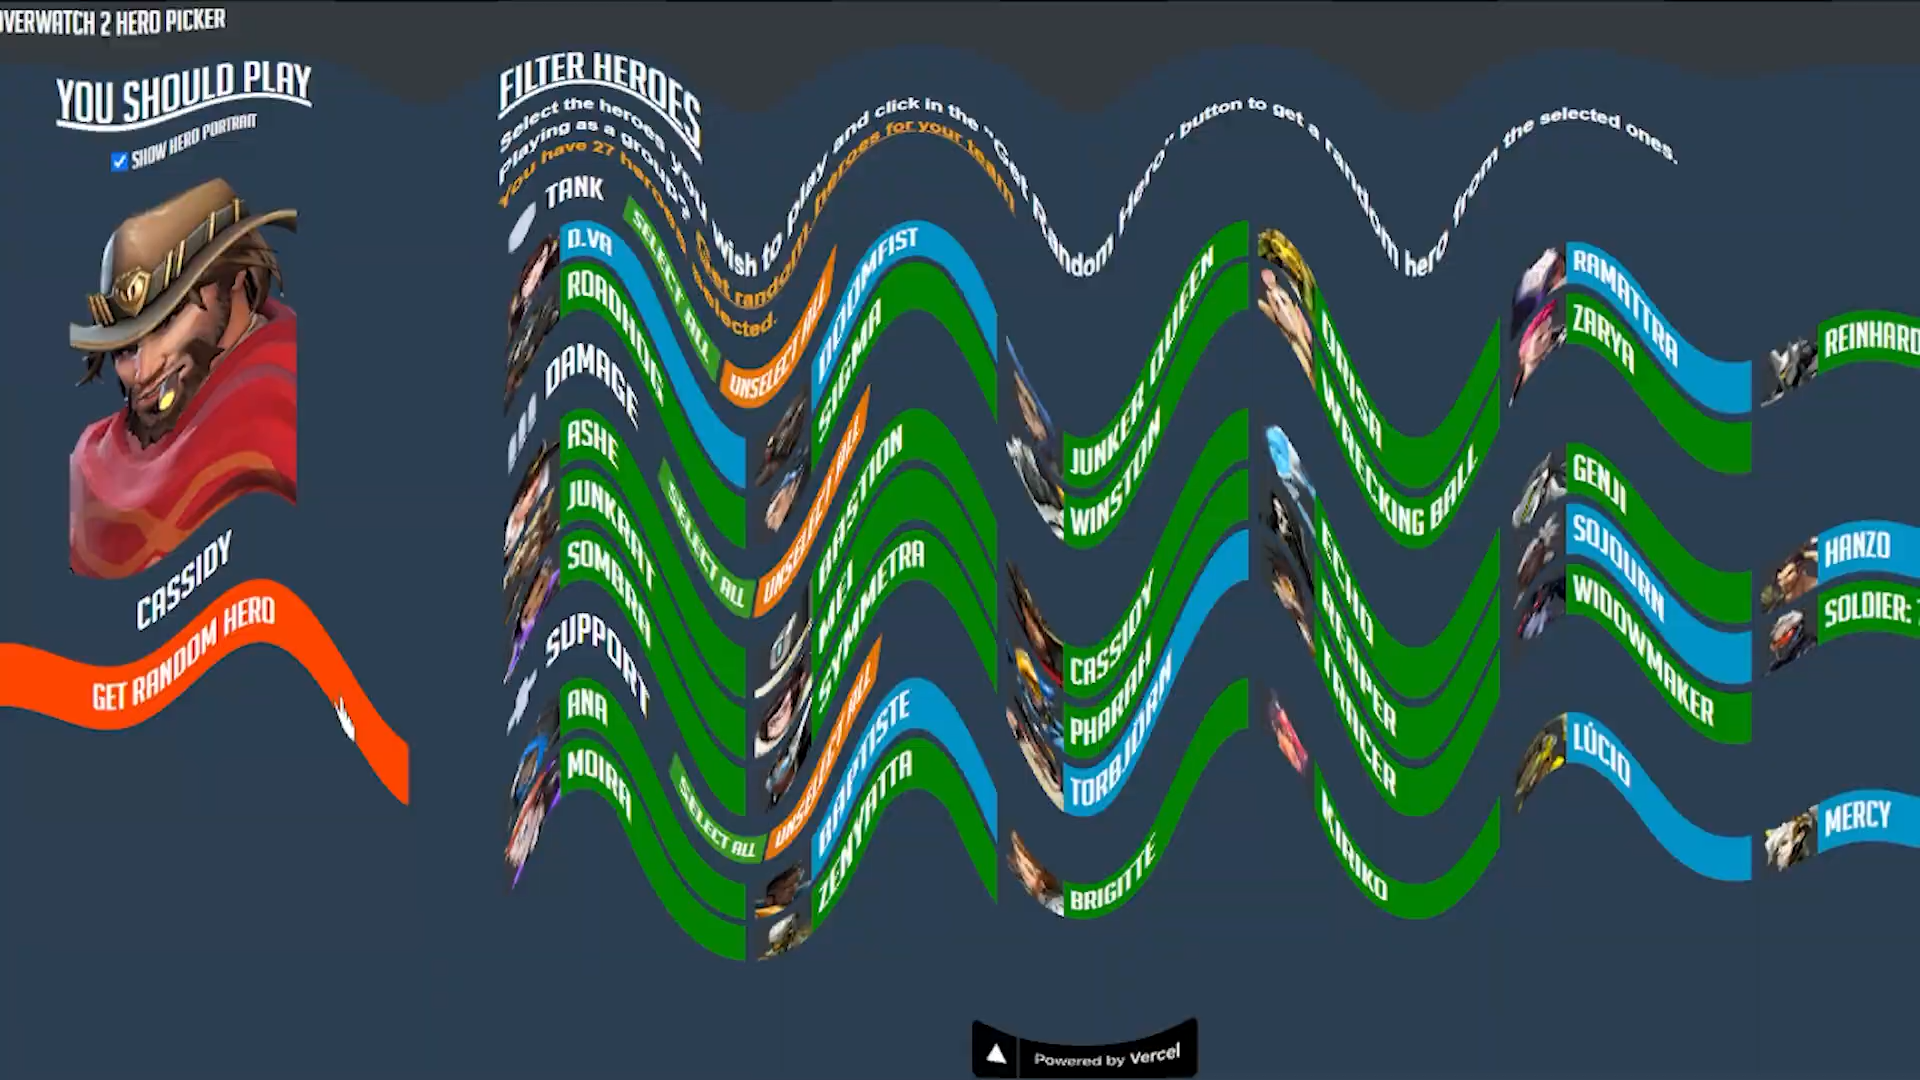 OVERWATCH 2 HERO PICKER
YOU SHOULD PLAY
SHOW HERO PORTRAIT
CASSIDY
GET RANDOM HERO
FILTER HEROES
Select the heroes you wish to play and click in the "Get Random Hero" button to get a random hero from the selected ones.
Playing as a group? Get random heroes for your team
You have 27 heroes selected.
TANK
SELECT ALL
UNSELECT ALL
D.VA
DOOMFIST
JUNKER QUEEN
ORISA
RAMATTRA
REINHARD
ROADHOG
SIGMA
WINSTON
WRECKING BALL
ZARYA
DAMAGE
SELECT ALL
UNSELECT ALL
ASHE
BASTION
CASSIDY
ECHO
GENJI
HANZO
JUNKRAT
MEI
PHARAH
REAPER
SOJOURN
SOLDIER:
SOMBRA
SYMMETRA
TORBJORN
TRACER
WIDOWMAKER
SUPPORT
SELECT ALL
UNSELECT ALL
ANA
BAPTISTE
BRIGITTE
KIRIKO
LÚCIO
MERCY
MOIRA
ZENYATTA
Powered by Vercel